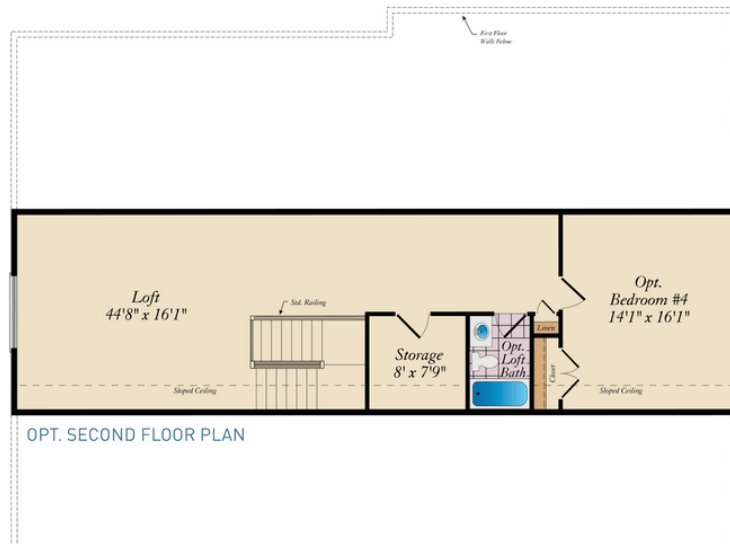 First Floor
Walls Below
Loft
44'8" x 16'1"
Std. Railing
Opt.
Bedroom #4
14'1" x 16'1"
Storage
8' x 7'9"
Linen
Opt.
Loft
Bath
Closet
Sloped Ceiling
Sloped Ceiling
OPT. SECOND FLOOR PLAN